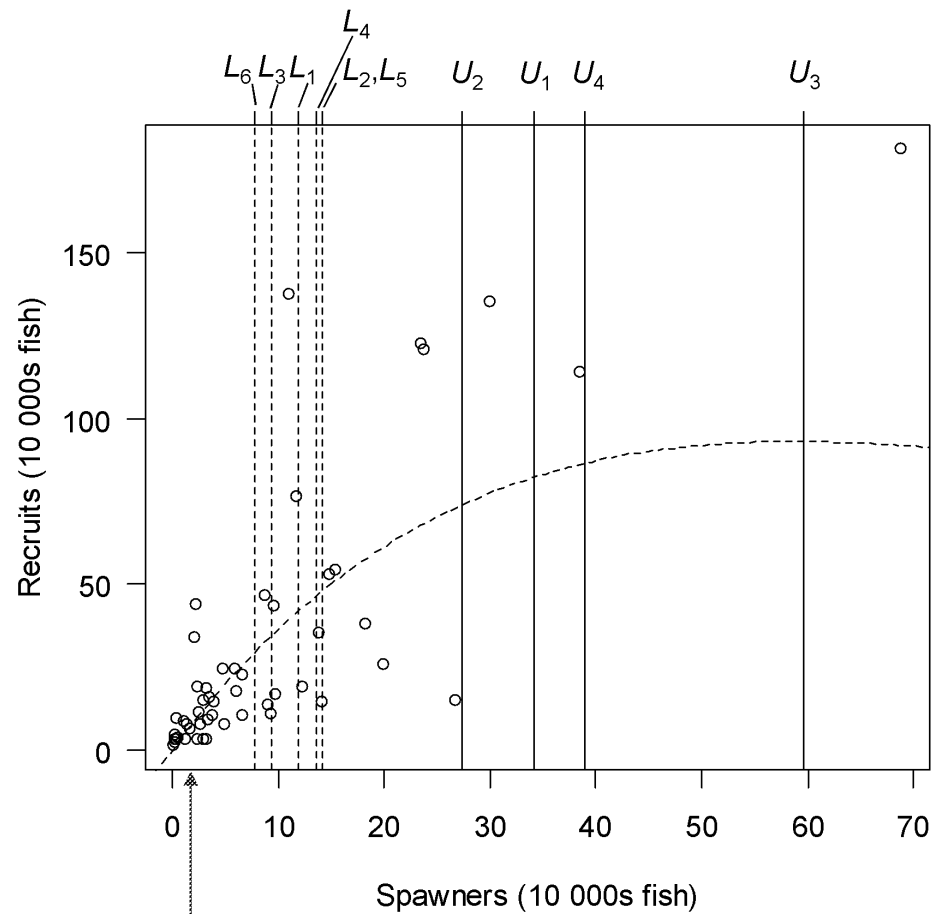 L4
L6 L3 L1 L2,L5 U2 U1 U4 U3
150
100
50
0
Recruits (10 000s fish)
0 10 20 30 40 50 60 70
Spawners (10 000s fish)